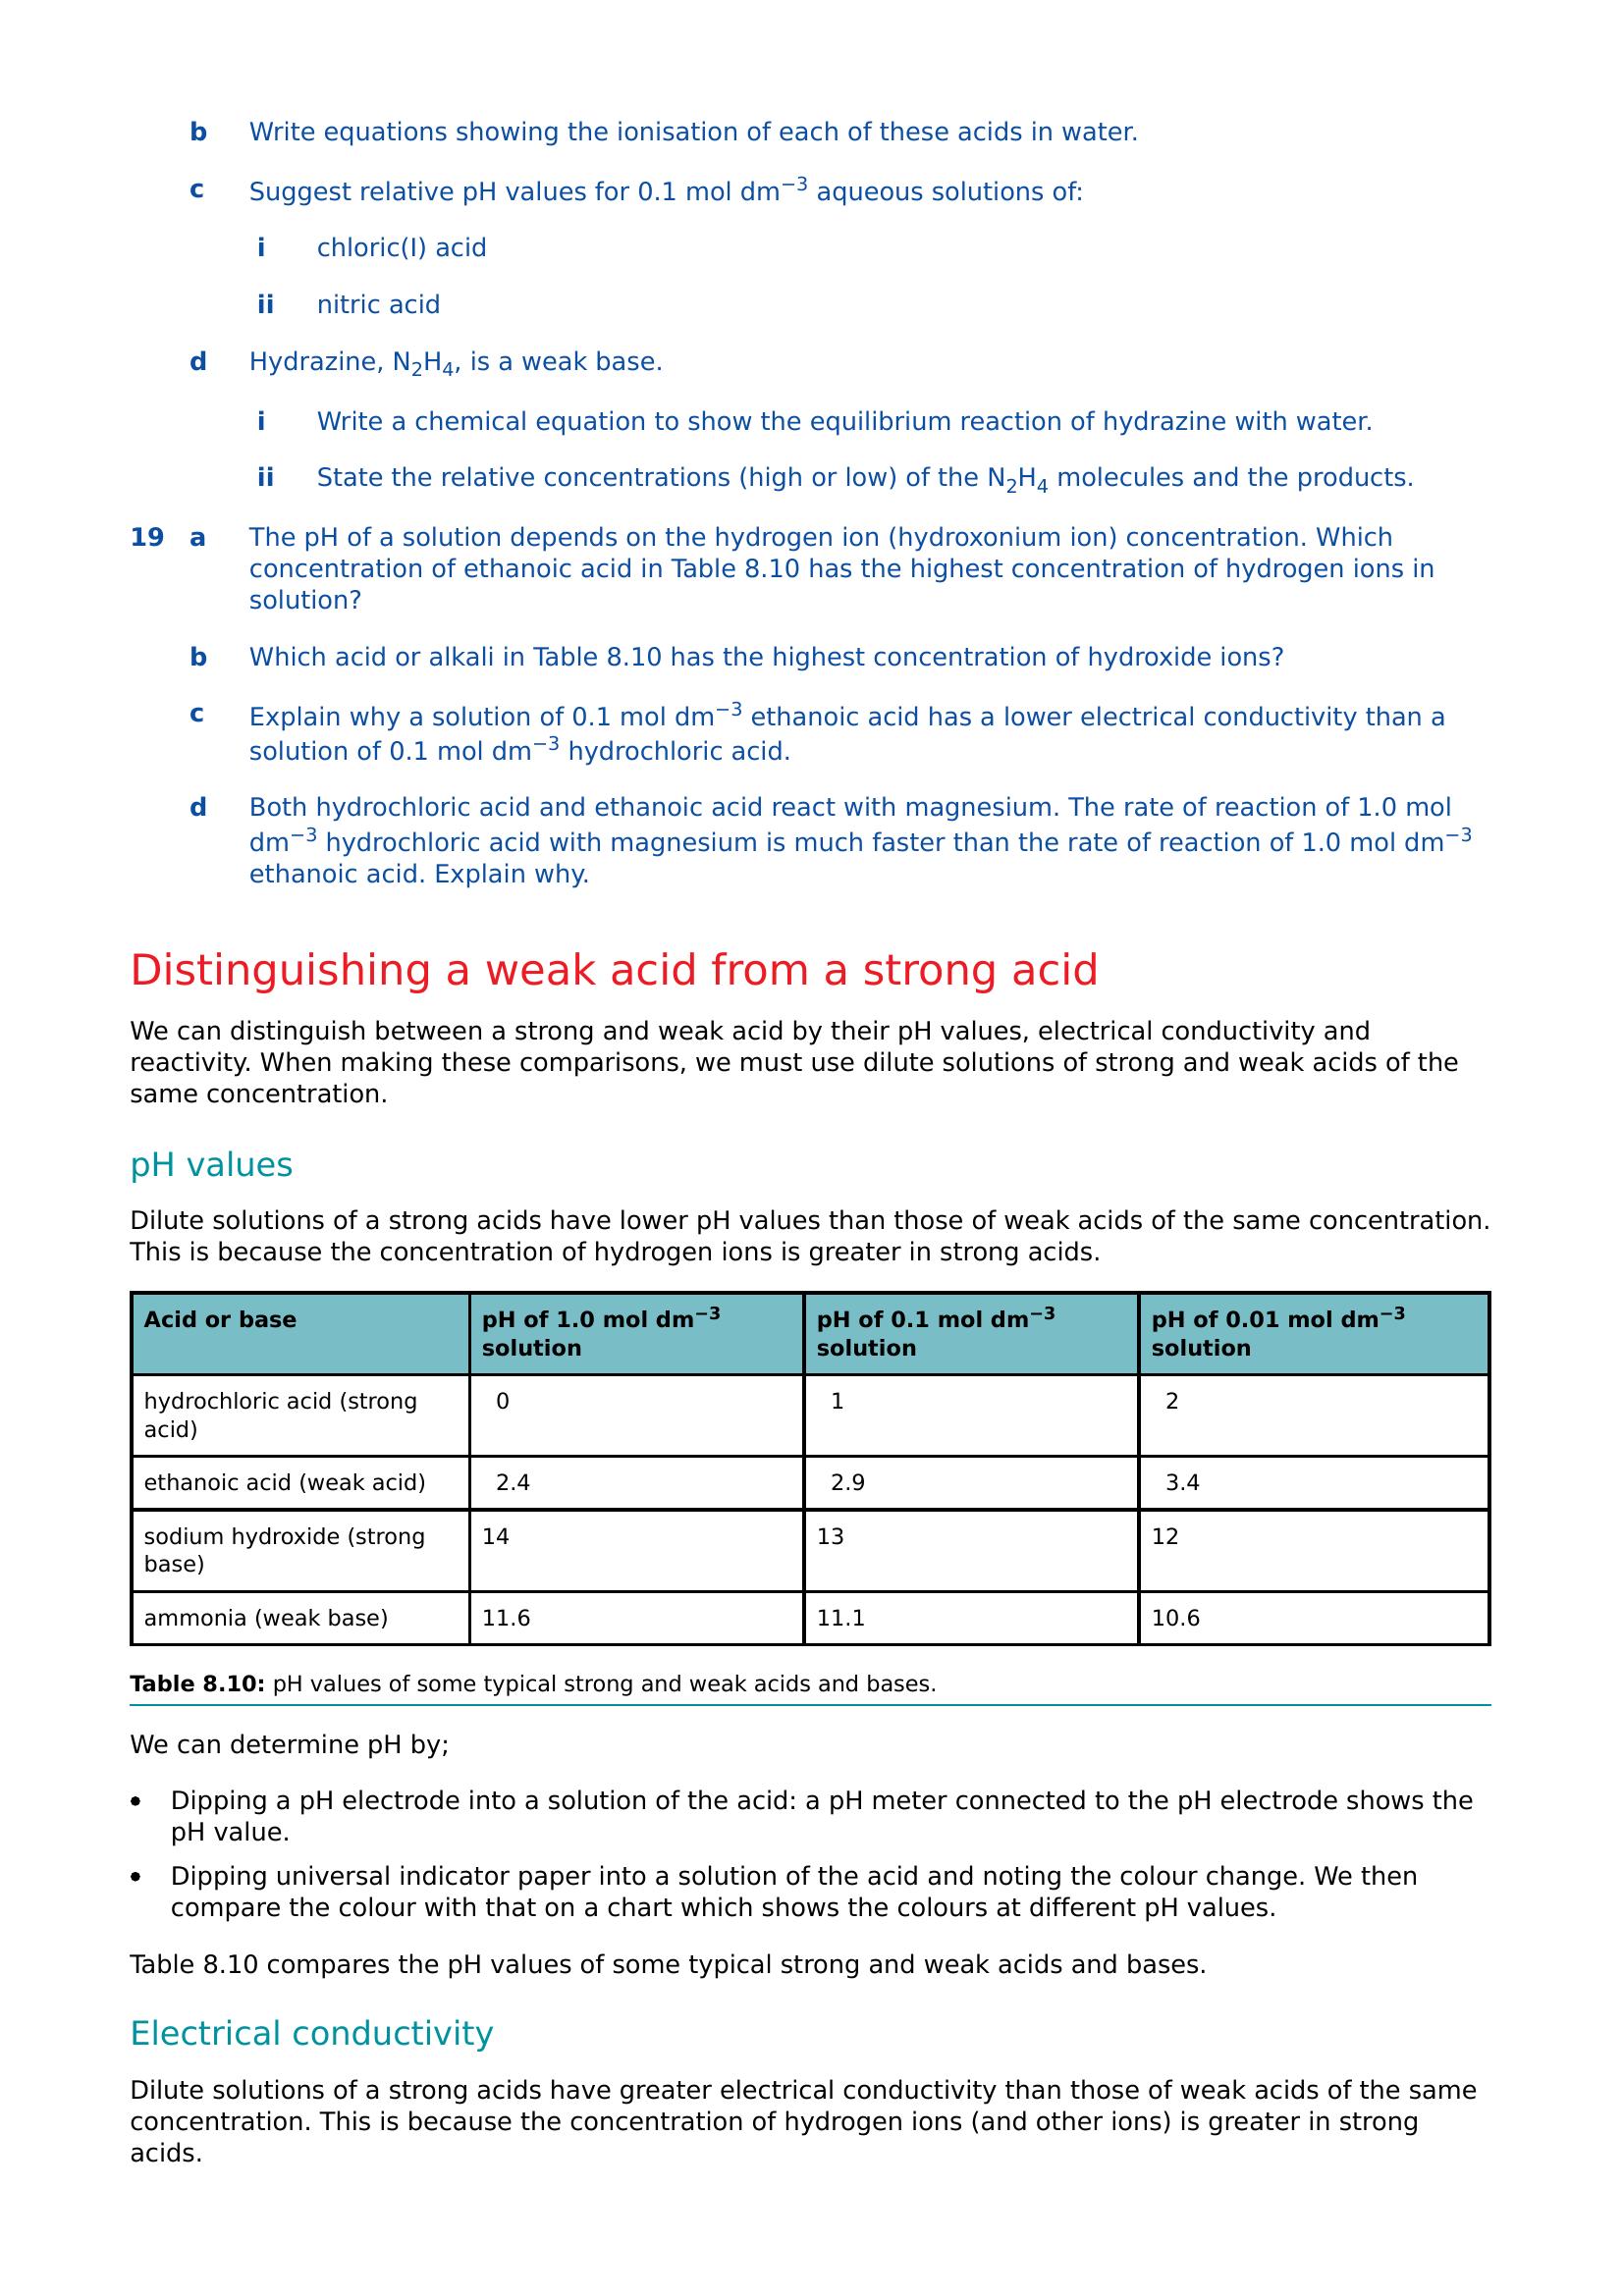 b Write equations showing the ionisation of each of these acids in water.
c Suggest relative pH values for 0.1 mol dm⁻³ aqueous solutions of:
i chloric(I) acid
ii nitric acid
d Hydrazine, N₂H₄, is a weak base.
i Write a chemical equation to show the equilibrium reaction of hydrazine with water.
ii State the relative concentrations (high or low) of the N₂H₄ molecules and the products.
19 a The pH of a solution depends on the hydrogen ion (hydroxonium ion) concentration. Which
concentration of ethanoic acid in Table 8.10 has the highest concentration of hydrogen ions in
solution?
b Which acid or alkali in Table 8.10 has the highest concentration of hydroxide ions?
c Explain why a solution of 0.1 mol dm⁻³ ethanoic acid has a lower electrical conductivity than a
solution of 0.1 mol dm⁻³ hydrochloric acid.
d Both hydrochloric acid and ethanoic acid react with magnesium. The rate of reaction of 1.0 mol
dm⁻³ hydrochloric acid with magnesium is much faster than the rate of reaction of 1.0 mol dm⁻³
ethanoic acid. Explain why.
Distinguishing a weak acid from a strong acid
We can distinguish between a strong and weak acid by their pH values, electrical conductivity and
reactivity. When making these comparisons, we must use dilute solutions of strong and weak acids of the
same concentration.
pH values
Dilute solutions of a strong acids have lower pH values than those of weak acids of the same concentration.
This is because the concentration of hydrogen ions is greater in strong acids.
Acid or base pH of 1.0 mol dm⁻³ pH of 0.1 mol dm⁻³ pH of 0.01 mol dm⁻³
solution solution solution
hydrochloric acid (strong 0 1 2
acid)
ethanoic acid (weak acid) 2.4 2.9 3.4
sodium hydroxide (strong 14 13 12
base)
ammonia (weak base) 11.6 11.1 10.6
Table 8.10: pH values of some typical strong and weak acids and bases.
We can determine pH by;
• Dipping a pH electrode into a solution of the acid: a pH meter connected to the pH electrode shows the
pH value.
• Dipping universal indicator paper into a solution of the acid and noting the colour change. We then
compare the colour with that on a chart which shows the colours at different pH values.
Table 8.10 compares the pH values of some typical strong and weak acids and bases.
Electrical conductivity
Dilute solutions of a strong acids have greater electrical conductivity than those of weak acids of the same
concentration. This is because the concentration of hydrogen ions (and other ions) is greater in strong
acids.